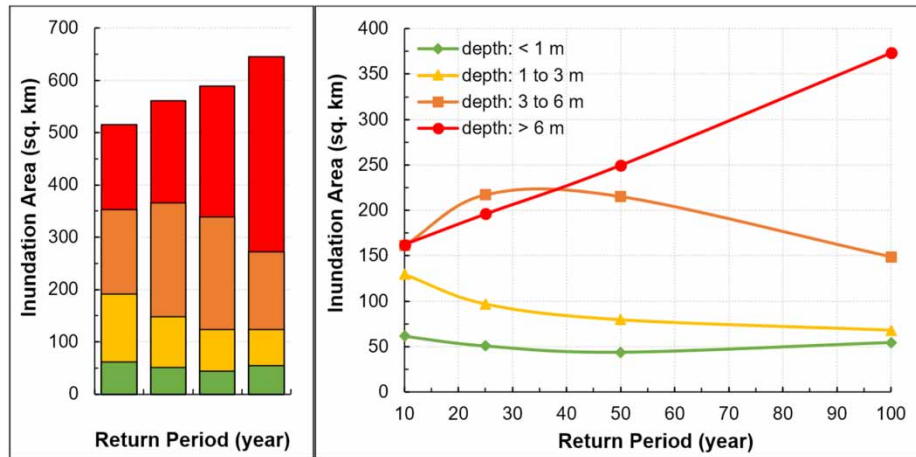 Inundation Area (sq. km)
700
600
500
400
300
200
100
0
Return Period (year)
Inundation Area (sq. km)
400
350
300
250
200
150
100
50
0
depth: < 1 m
depth: 1 to 3 m
depth: 3 to 6 m
depth: > 6 m
10 20 30 40 50 60 70 80 90 100
Return Period (year)